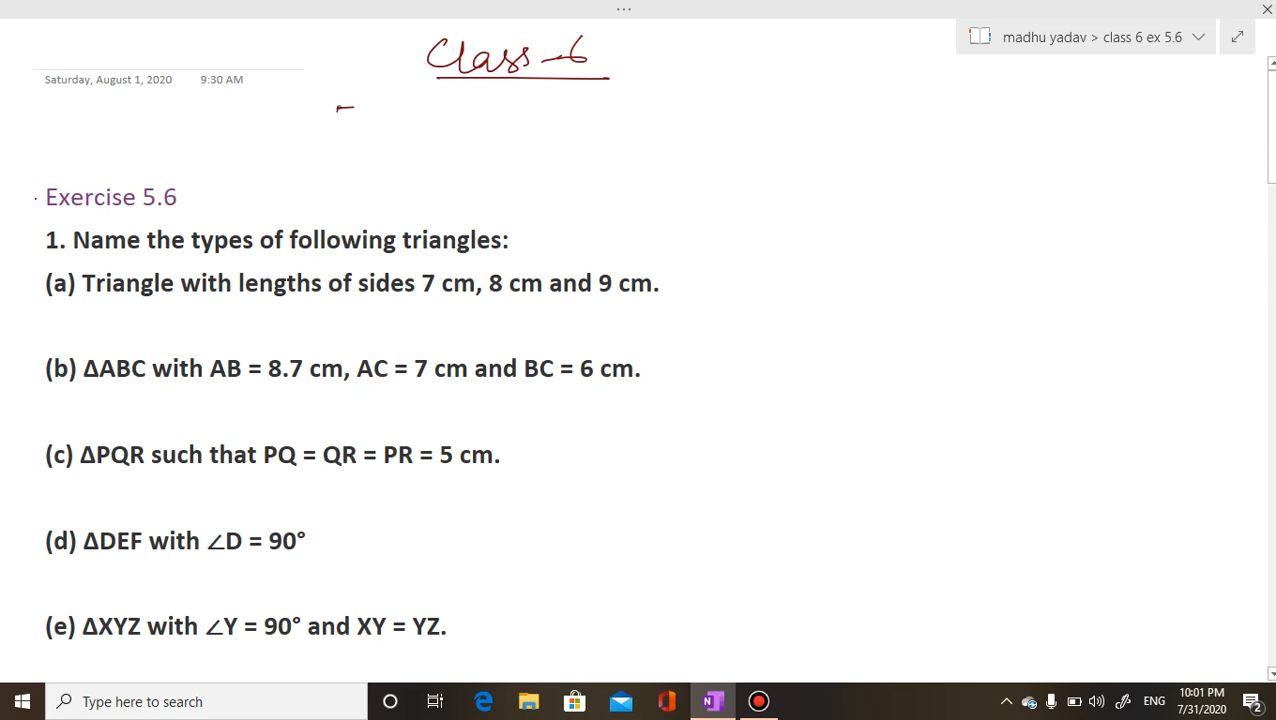 ...
madhu yadav > class 6 ex 5.6
Class-6
Saturday, August 1, 2020 9:30 AM
Exercise 5.6
1. Name the types of following triangles:
(a) Triangle with lengths of sides 7 cm, 8 cm and 9 cm.
(b) ΔABC with AB = 8.7 cm, AC = 7 cm and BC = 6 cm.
(c) ΔPQR such that PQ = QR = PR = 5 cm.
(d) ΔDEF with ∠D = 90°
(e) ΔXYZ with ∠Y = 90° and XY = YZ.
Type here to search
ENG
10:01 PM
7/31/2020
2